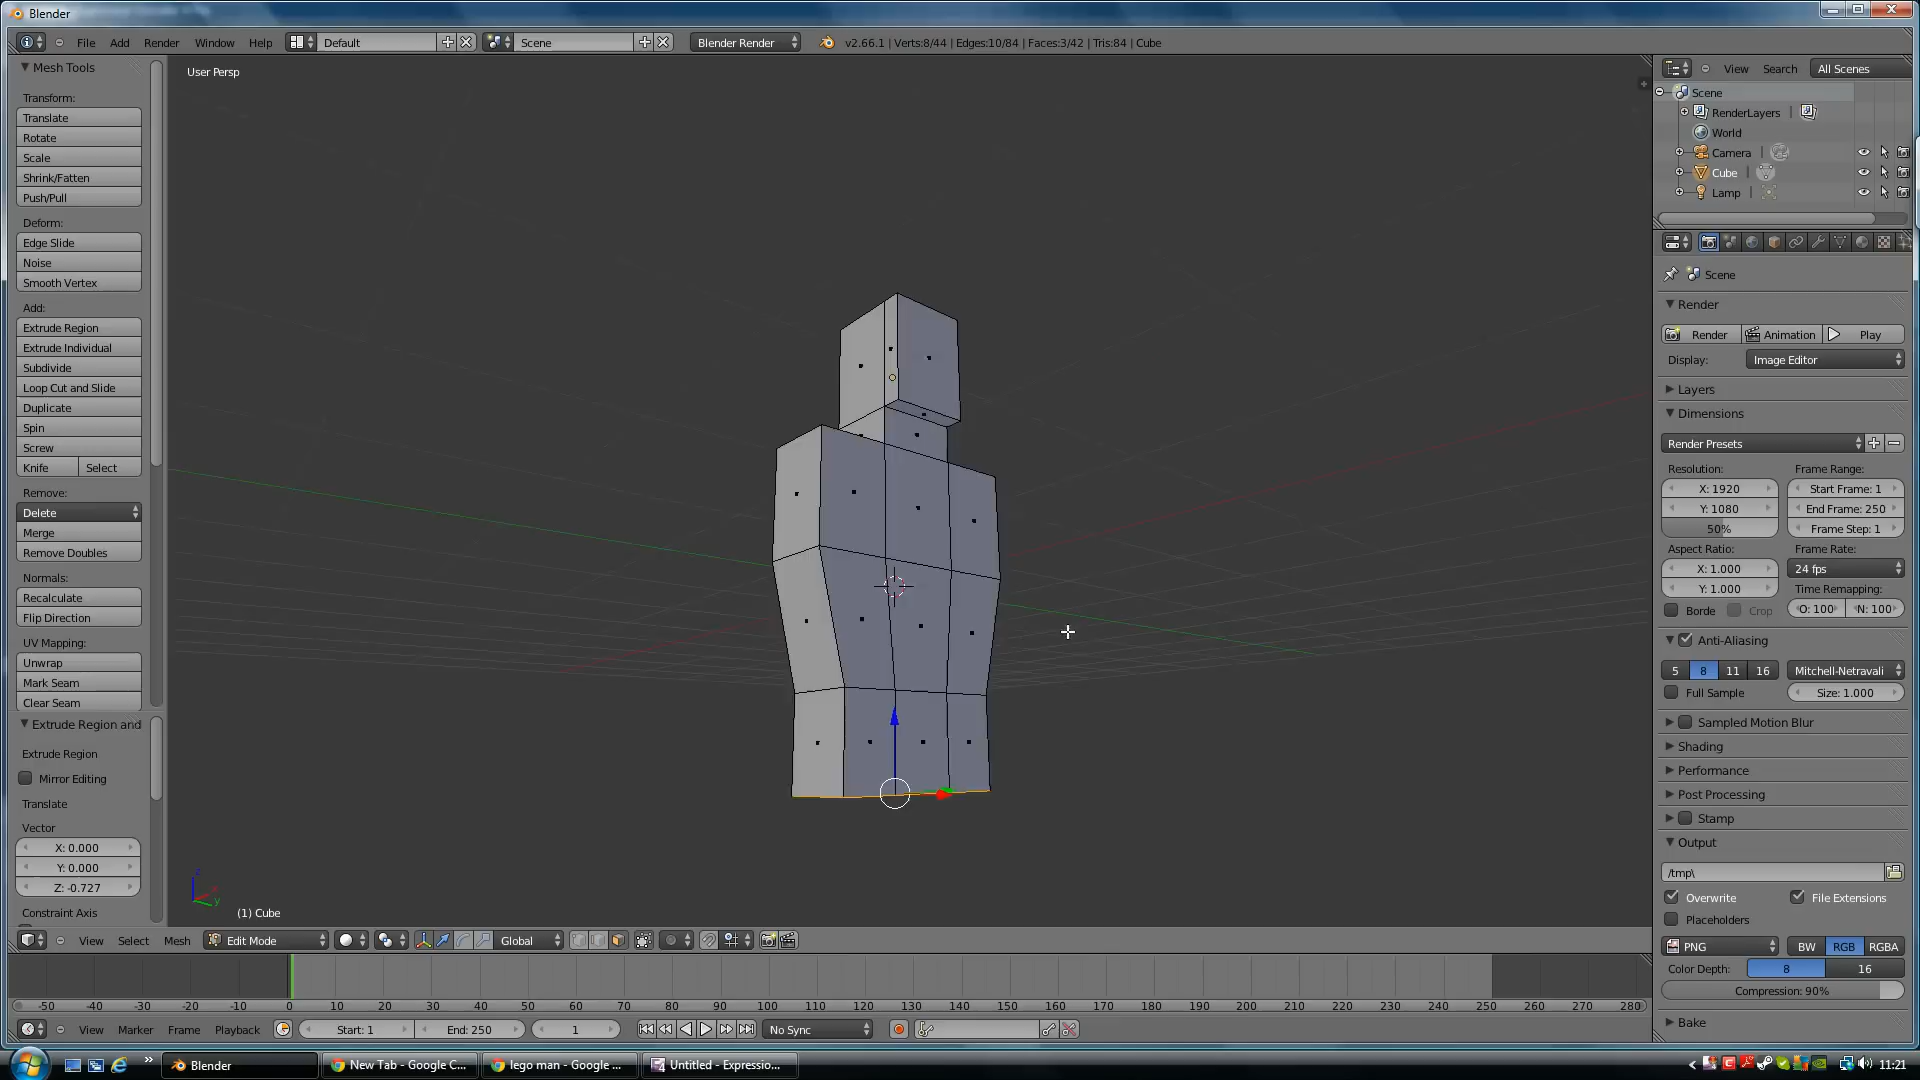 Blender
File Add Render Window Help Default Scene Blender Render v2.66.1 | Verts:8/44 | Edges:10/84 | Faces:3/42 | Tris:84 | Cube
Mesh Tools
Transform:
Translate
Rotate
Scale
Shrink/Fatten
Push/Pull
Deform:
Edge Slide
Noise
Smooth Vertex
Add:
Extrude Region
Extrude Individual
Subdivide
Loop Cut and Slide
Duplicate
Spin
Screw
Knife Select
Remove:
Delete
Merge
Remove Doubles
Normals:
Recalculate
Flip Direction
UV Mapping:
Unwrap
Mark Seam
Clear Seam
Extrude Region and
Extrude Region
Mirror Editing
Translate
Vector
X: 0.000
Y: 0.000
Z: -0.727
Constraint Axis
User Persp
(1) Cube
View Select Mesh Edit Mode Global
-50 -40 -30 -20 -10 0 10 20 30 40 50 60 70 80 90 100 110 120 130 140 150 160 170 180 190 200 210 220 230 240 250 260 270 280
View Marker Frame Playback Start: 1 End: 250 1 No Sync
View Search All Scenes
Scene
RenderLayers
World
Camera
Cube
Lamp
Scene
Render
Render Animation Play
Display: Image Editor
Layers
Dimensions
Render Presets
Resolution: Frame Range:
X: 1920 Start Frame: 1
Y: 1080 End Frame: 250
50% Frame Step: 1
Aspect Ratio: Frame Rate:
X: 1.000 24 fps
Y: 1.000 Time Remapping:
Borde Crop O: 100 N: 100
Anti-Aliasing
5 8 11 16 Mitchell-Netravali
Full Sample Size: 1.000
Sampled Motion Blur
Shading
Performance
Post Processing
Stamp
Output
/tmp\
Overwrite File Extensions
Placeholders
PNG BW RGB RGBA
Color Depth: 8 16
Compression: 90%
Bake
Blender New Tab - Google C... lego man - Google ... Untitled - Expressio... 11:21